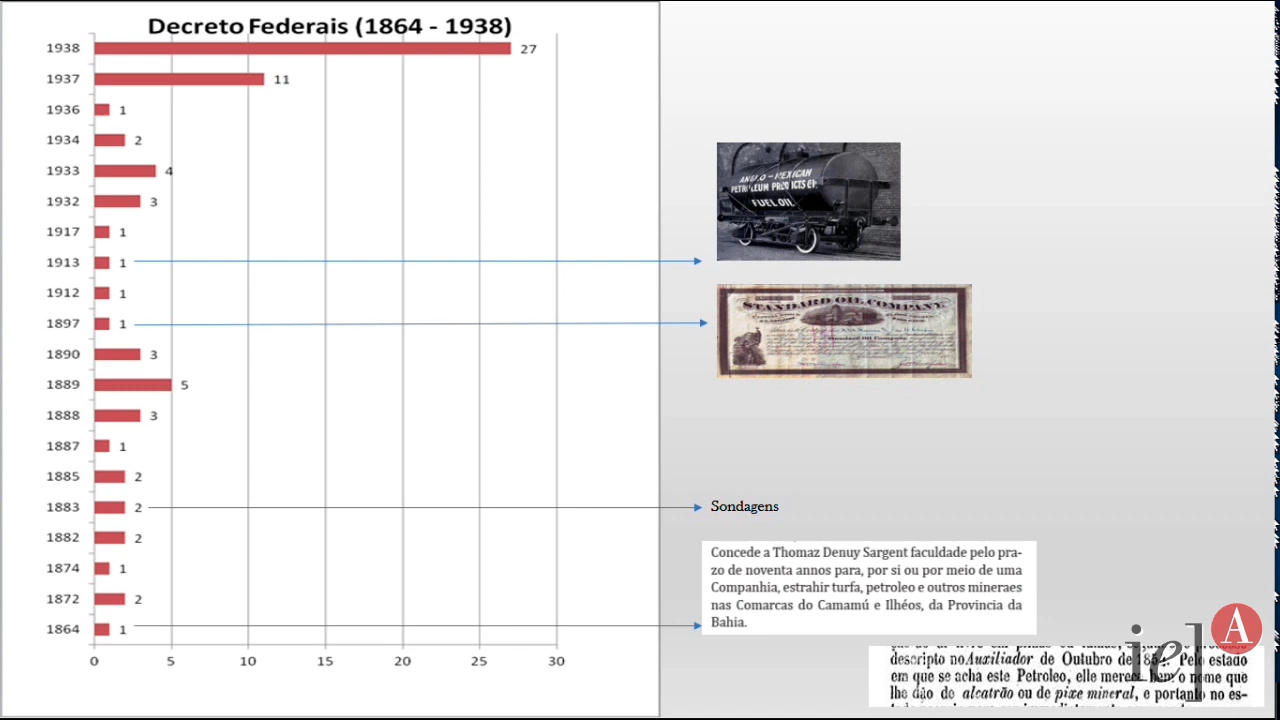 Decreto Federais (1864 - 1938)
1938 27
1937 11
1936 1
1934 2
1933 4
1932 3
1917 1
1913 1
1912 1
1897 1
1890 3
1889 5
1888 3
1887 1
1885 2
1883 2
1882 2
1874 1
1872 2
1864 1
0 5 10 15 20 25 30
ANGLO-MEXICAN
PETROLEUM PRODUCTS Co.
FUEL OIL
STANDARD OIL COMPANY.
Sondagens
Concede a Thomaz Denuy Sargent faculdade pelo pra-
zo de noventa annos para, por si ou por meio de uma
Companhia, estrahir turfa, petroleo e outros mineraes
nas Comarcas do Camamú e Ilhéos, da Provincia da
Bahia.
iel A
descripto no Auxiliador de Outubro de 1854. Pelo estado
em que se acha este Petroleo, elle merece bem o nome que
lhe dão de alcatrão ou de pixe mineral, e portanto no es-